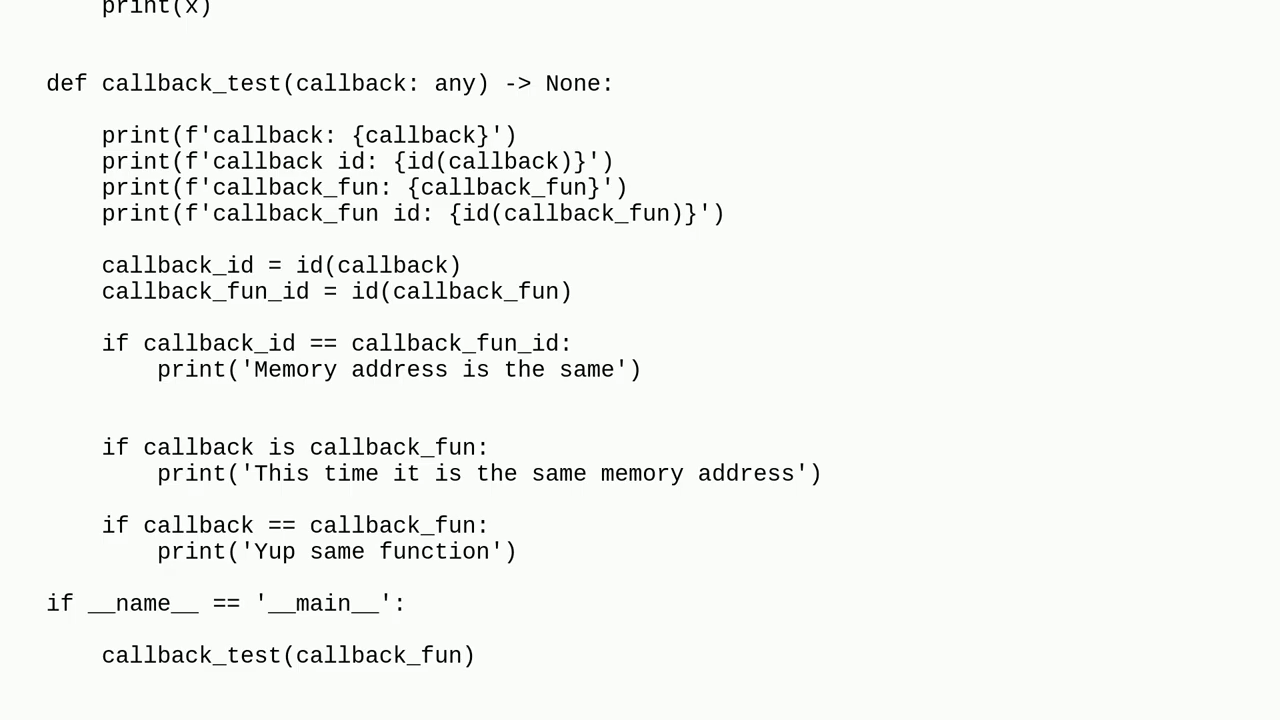 print(x)
def callback_test(callback: any) -> None:
print(f'callback: {callback}')
print(f'callback id: {id(callback)}')
print(f'callback_fun: {callback_fun}')
print(f'callback_fun id: {id(callback_fun)}')
callback_id = id(callback)
callback_fun_id = id(callback_fun)
if callback_id == callback_fun_id:
print('Memory address is the same')
if callback is callback_fun:
print('This time it is the same memory address')
if callback == callback_fun:
print('Yup same function')
if __name__ == '__main__':
callback_test(callback_fun)